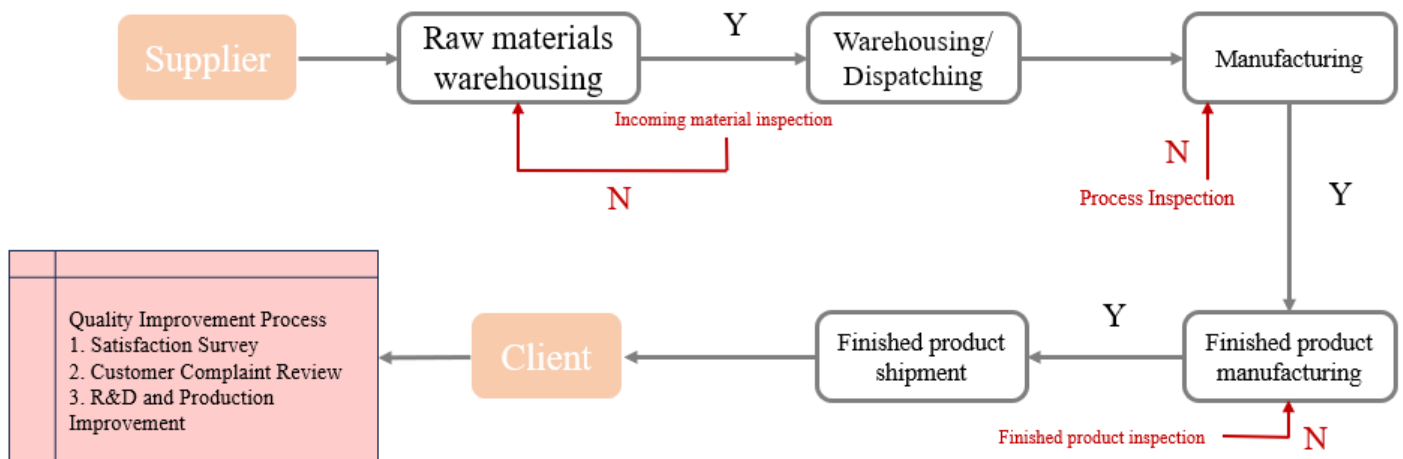 Supplier
Raw materials
warehousing
Y
Warehousing/
Dispatching
Manufacturing
Incoming material inspection
N
N
Process Inspection
Y
Quality Improvement Process
1. Satisfaction Survey
2. Customer Complaint Review
3. R&D and Production
Improvement
Client
Finished product
shipment
Y
Finished product
manufacturing
Finished product inspection
N